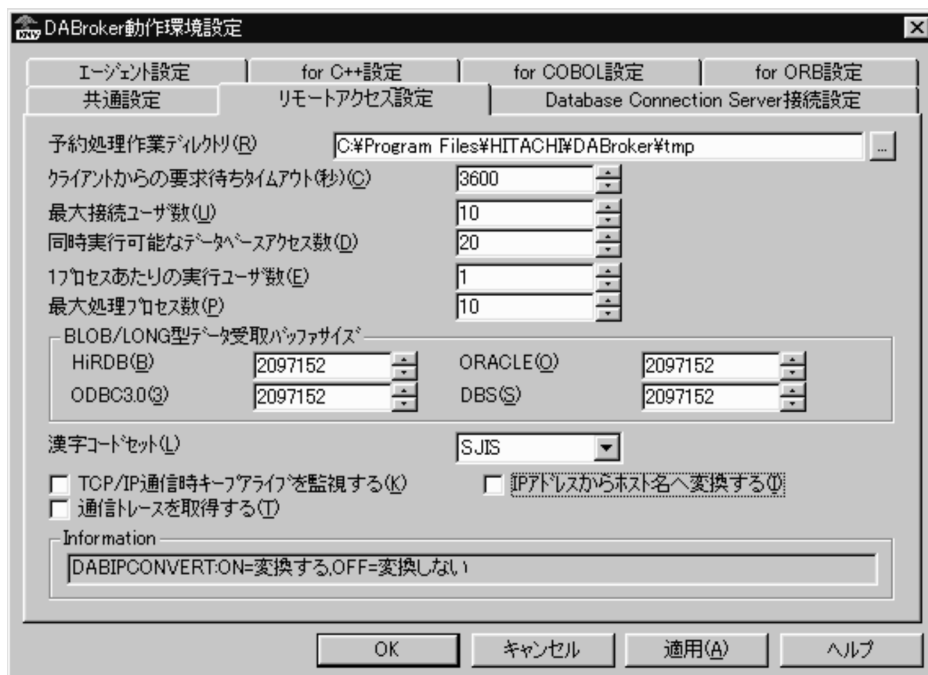 DABroker動作環境設定
エージェント設定 for C++設定 for COBOL設定 for ORB設定
共通設定 リモートアクセス設定 Database Connection Server接続設定
予約処理作業ディレクトリ(R) C:¥Program Files¥HITACHI¥DABroker¥tmp ...
クライアントからの要求待ちタイムアウト(秒)(C) 3600
最大接続ユーザ数(U) 10
同時実行可能なデータベースアクセス数(D) 20
1プロセスあたりの実行ユーザ数(E) 1
最大処理プロセス数(P) 10
BLOB/LONG型データ受取バッファサイズ
HiRDB(B) 2097152 ORACLE(O) 2097152
ODBC3.0(3) 2097152 DBS(S) 2097152
漢字コードセット(L) SJIS
TCP/IP通信時キープアライブを監視する(K) IPアドレスからホスト名へ変換する(I)
通信トレースを取得する(T)
Information
DABIPCONVERT:ON=変換する,OFF=変換しない
OK キャンセル 適用(A) ヘルプ